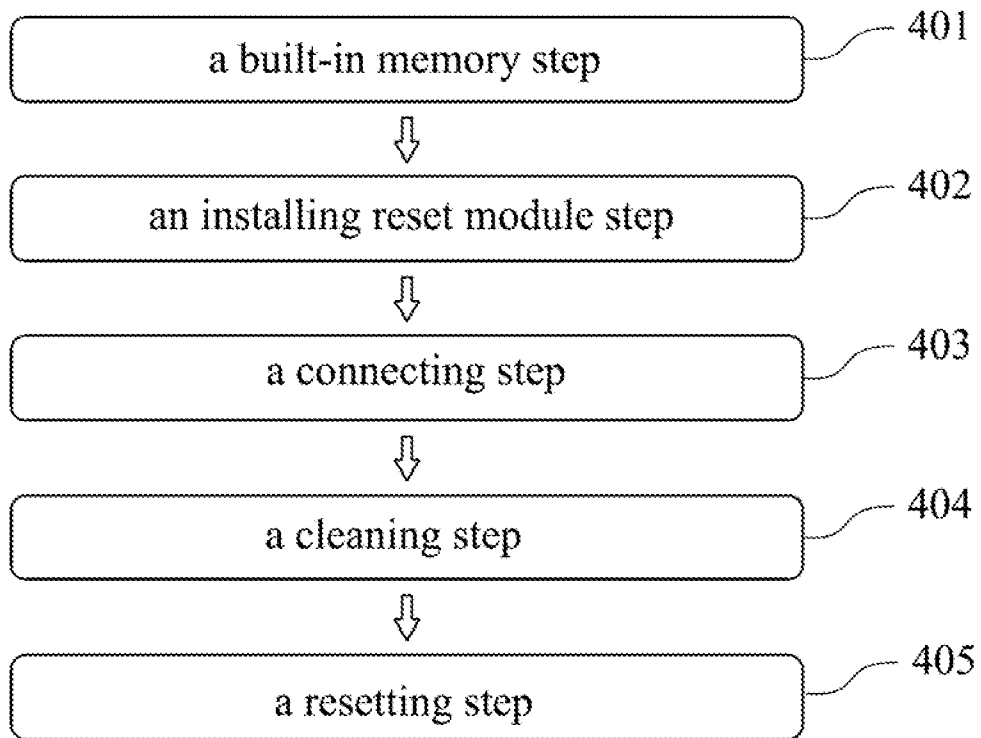 a built-in memory step
401
an installing reset module step
402
a connecting step
403
a cleaning step
404
a resetting step
405